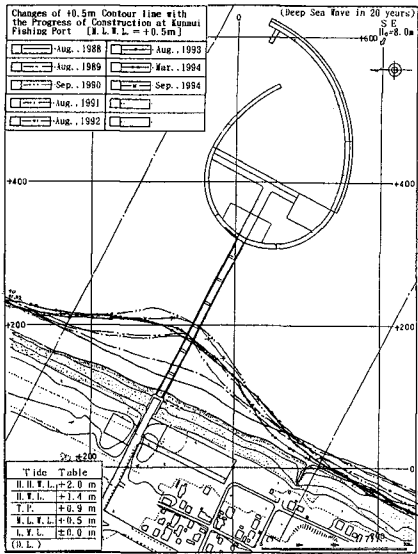 Changes of +0.5m Contour line with
the Progress of Construction at Kunnui
Fishing Port [M.L.W.L. = +0.5m]
Aug., 1988
Aug., 1993
Aug., 1989
Mar., 1994
Sep., 1990
Sep., 1994
Aug., 1991
Aug., 1992
(Deep Sea Wave in 20 years)
S E
H₀=8.0m
0
+600
+400
+400
+200
+200
+200
0
Tide Table
H.H.W.L. +2.0 m
H.W.L. +1.4 m
T.P. +0.9 m
M.L.W.L. +0.5 m
L.W.L. ±0.0 m
(D.L.)
0